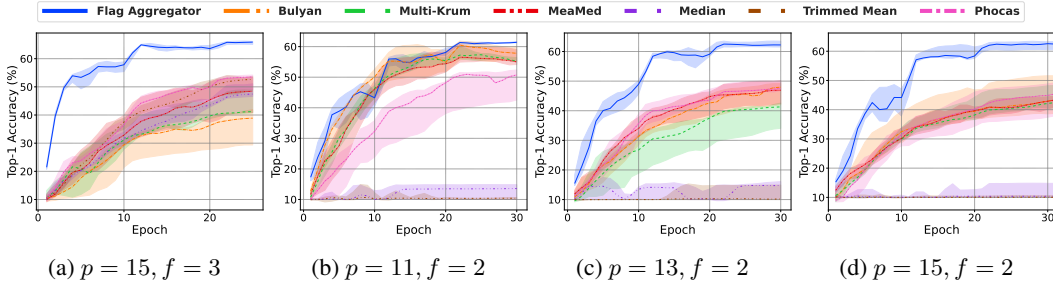 Flag Aggregator Bulyan Multi-Krum MeaMed Median Trimmed Mean Phocas
Top-1 Accuracy (%)
60
50
40
30
20
10
0 10 20
Epoch
(a) p = 15, f = 3
Top-1 Accuracy (%)
60
50
40
30
20
10
0 10 20 30
Epoch
(b) p = 11, f = 2
Top-1 Accuracy (%)
60
50
40
30
20
10
0 10 20 30
Epoch
(c) p = 13, f = 2
Top-1 Accuracy (%)
60
50
40
30
20
10
0 10 20 30
Epoch
(d) p = 15, f = 2